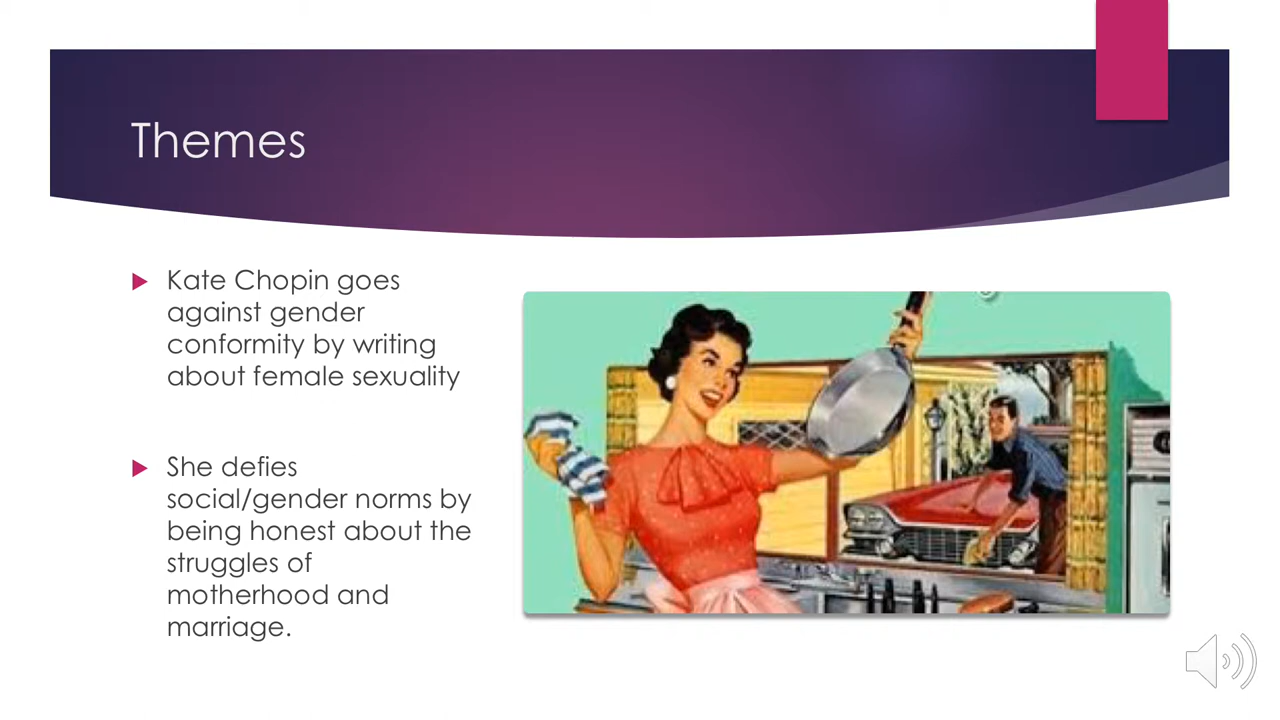 Themes
Kate Chopin goes
against gender
conformity by writing
about female sexuality
She defies
social/gender norms by
being honest about the
struggles of
motherhood and
marriage.